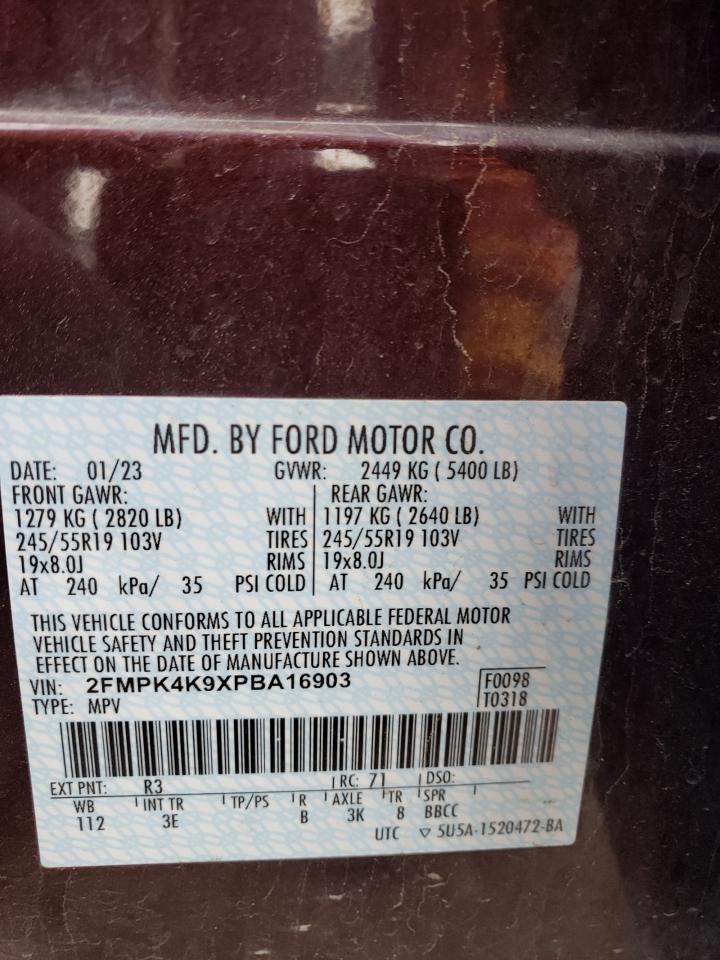 MFD. BY FORD MOTOR CO.
DATE: 01/23 GVWR: 2449 KG ( 5400 LB)
FRONT GAWR: REAR GAWR:
1279 KG ( 2820 LB) WITH 1197 KG ( 2640 LB) WITH
245/55R19 103V TIRES 245/55R19 103V TIRES
19x8.0J RIMS 19x8.0J RIMS
AT 240 kPa/ 35 PSI COLD AT 240 kPa/ 35 PSI COLD
THIS VEHICLE CONFORMS TO ALL APPLICABLE FEDERAL MOTOR
VEHICLE SAFETY AND THEFT PREVENTION STANDARDS IN
EFFECT ON THE DATE OF MANUFACTURE SHOWN ABOVE.
VIN: 2FMPK4K9XPBA16903 F0098
TYPE: MPV T0318
EXT PNT: R3 RC: 71 DSO:
WB INT TR TP/PS R AXLE TR SPR
112 3E B 3K 8 BBCC
UTC ▽ 5U5A-1520472-BA